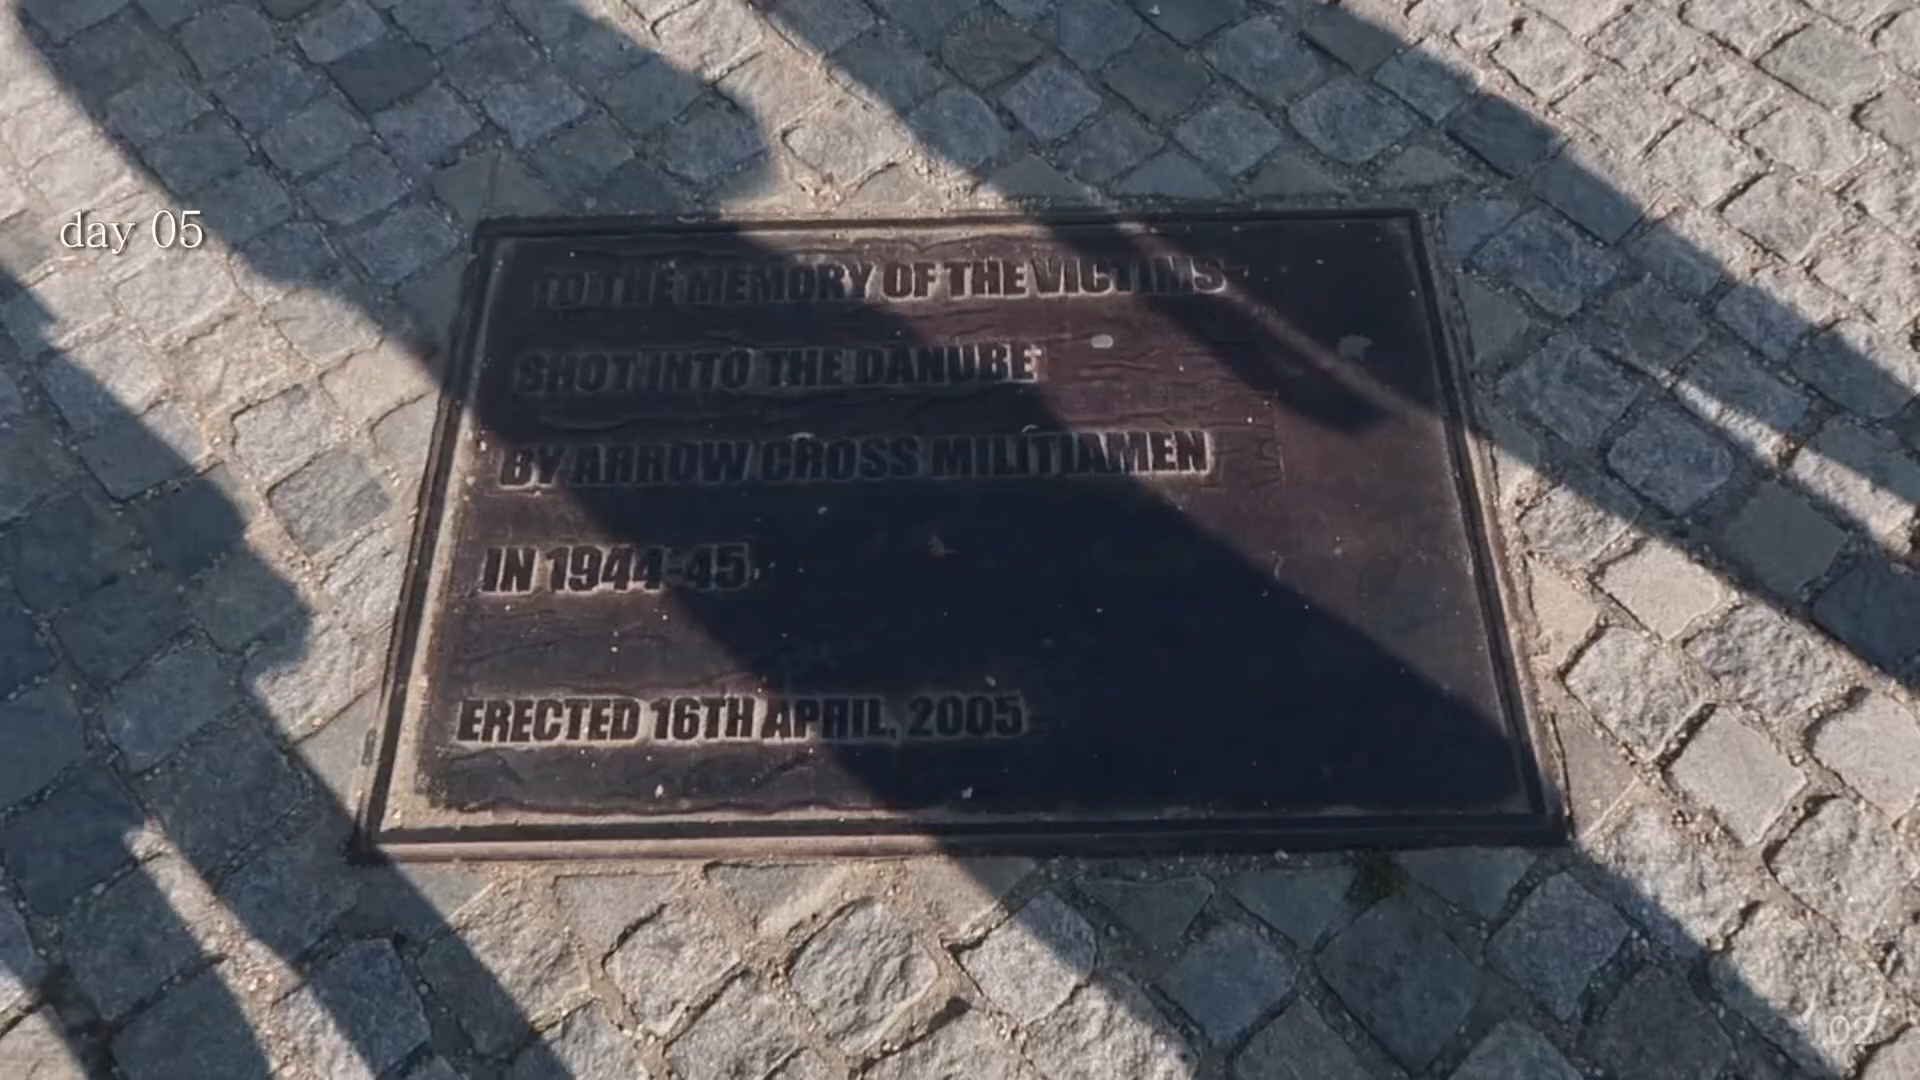 day 05
TO THE MEMORY OF THE VICTIMS
SHOT INTO THE DANUBE
BY ARROW CROSS MILITIAMEN
IN 1944-45
ERECTED 16TH APRIL, 2005
02